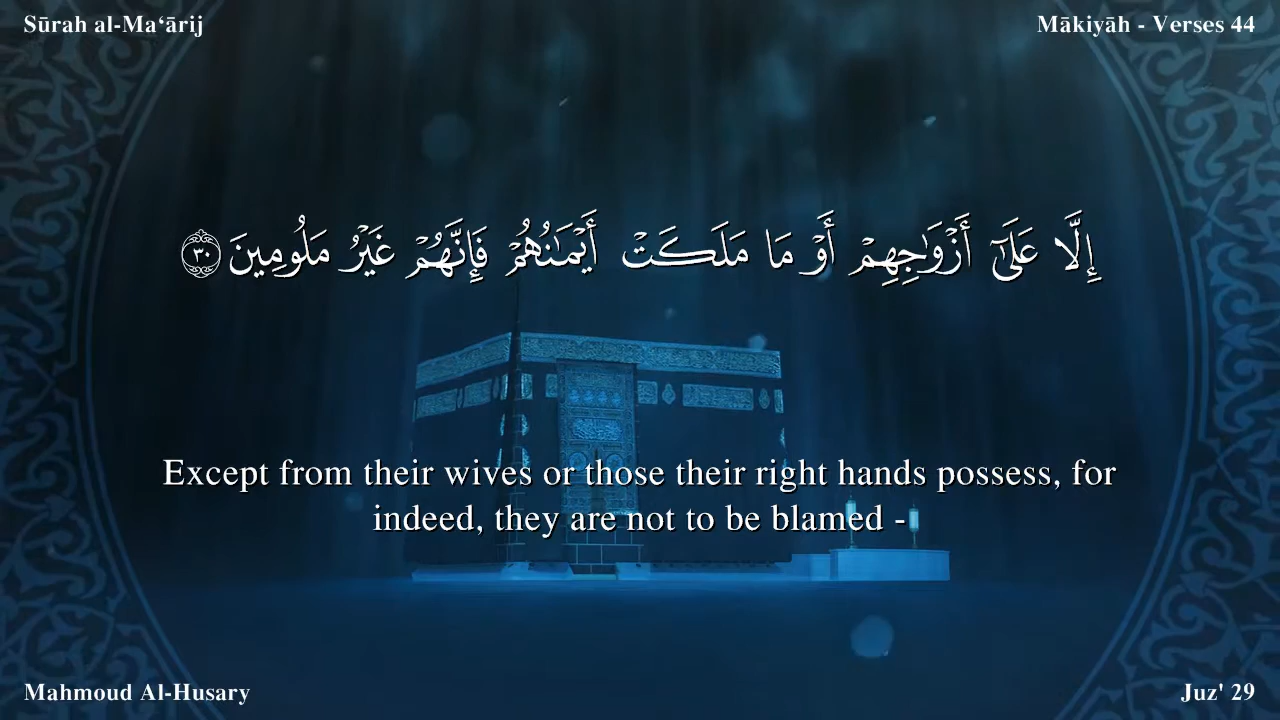 Sūrah al-Ma‘ārij
Mākiyāh - Verses 44
إِلَّا عَلَىٰٓ أَزْوَٰجِهِمْ أَوْ مَا مَلَكَتْ أَيْمَـٰنُهُمْ فَإِنَّهُمْ غَيْرُ مَلُومِينَ ٣٠
Except from their wives or those their right hands possess, for
indeed, they are not to be blamed -
Mahmoud Al-Husary
Juz' 29